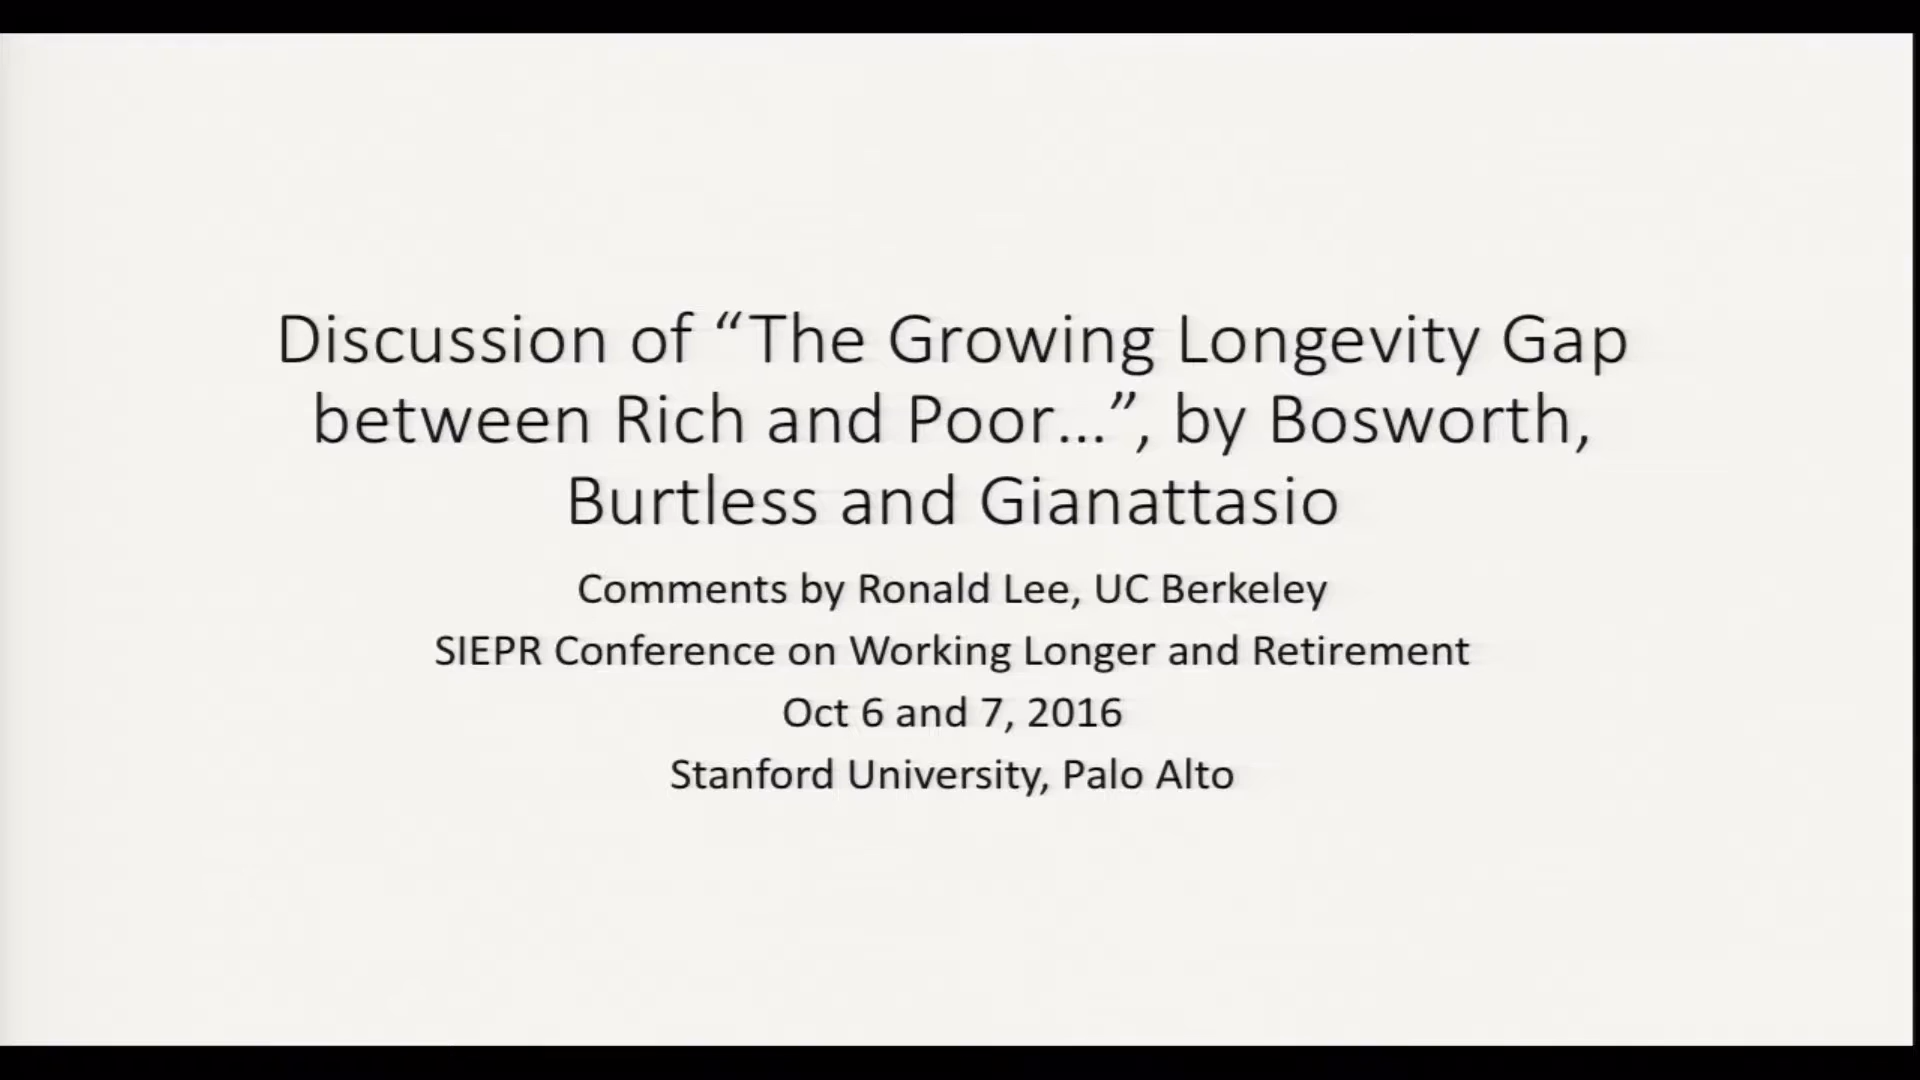 Discussion of “The Growing Longevity Gap
between Rich and Poor...”, by Bosworth,
Burtless and Gianattasio
Comments by Ronald Lee, UC Berkeley
SIEPR Conference on Working Longer and Retirement
Oct 6 and 7, 2016
Stanford University, Palo Alto